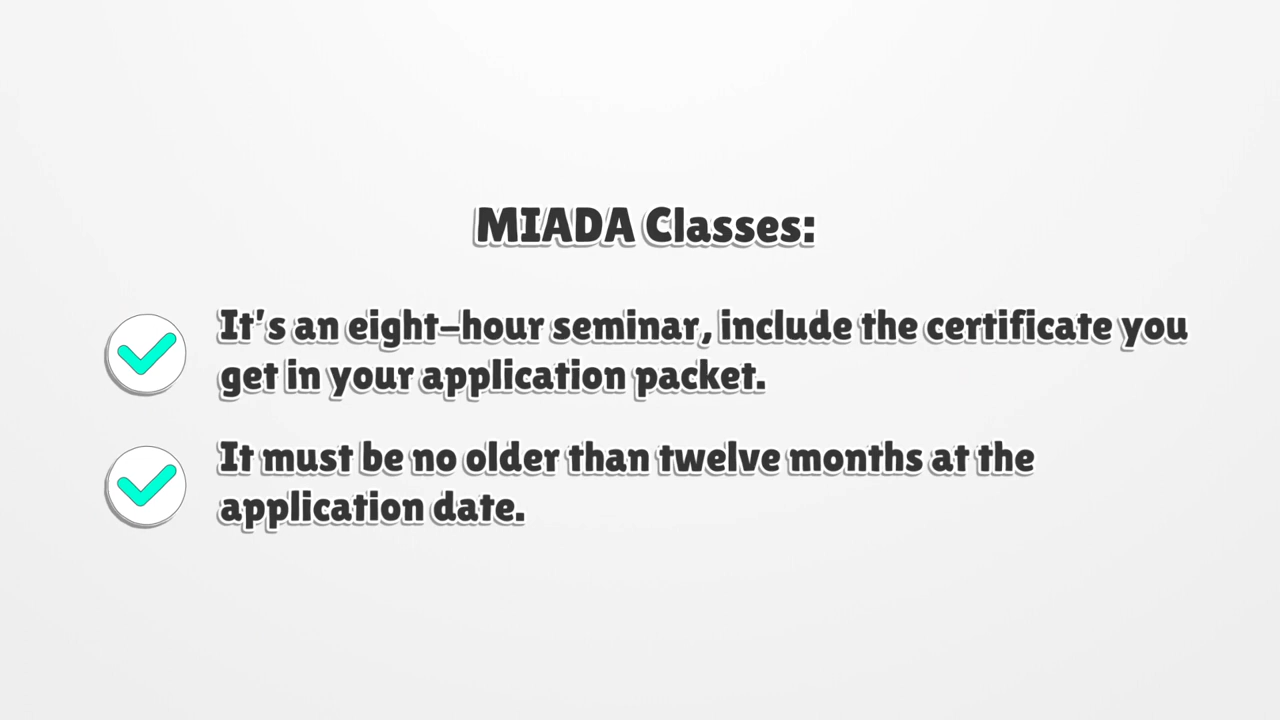 MIADA Classes:
It's an eight-hour seminar, include the certificate you
get in your application packet.
It must be no older than twelve months at the
application date.